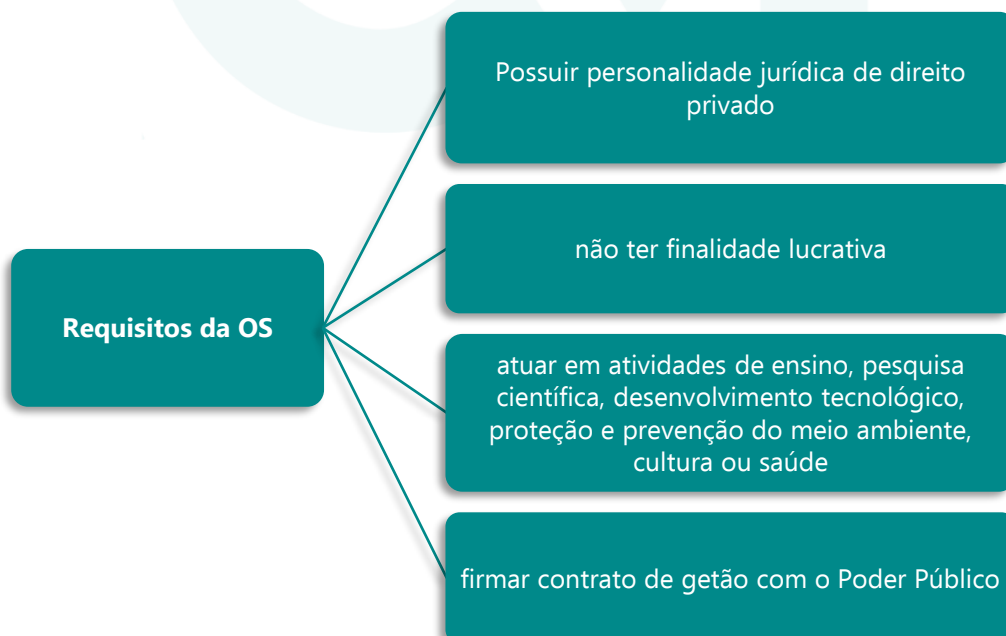 Possuir personalidade jurídica de direito
privado
não ter finalidade lucrativa
Requisitos da OS
atuar em atividades de ensino, pesquisa
científica, desenvolvimento tecnológico,
proteção e prevenção do meio ambiente,
cultura ou saúde
firmar contrato de getão com o Poder Público